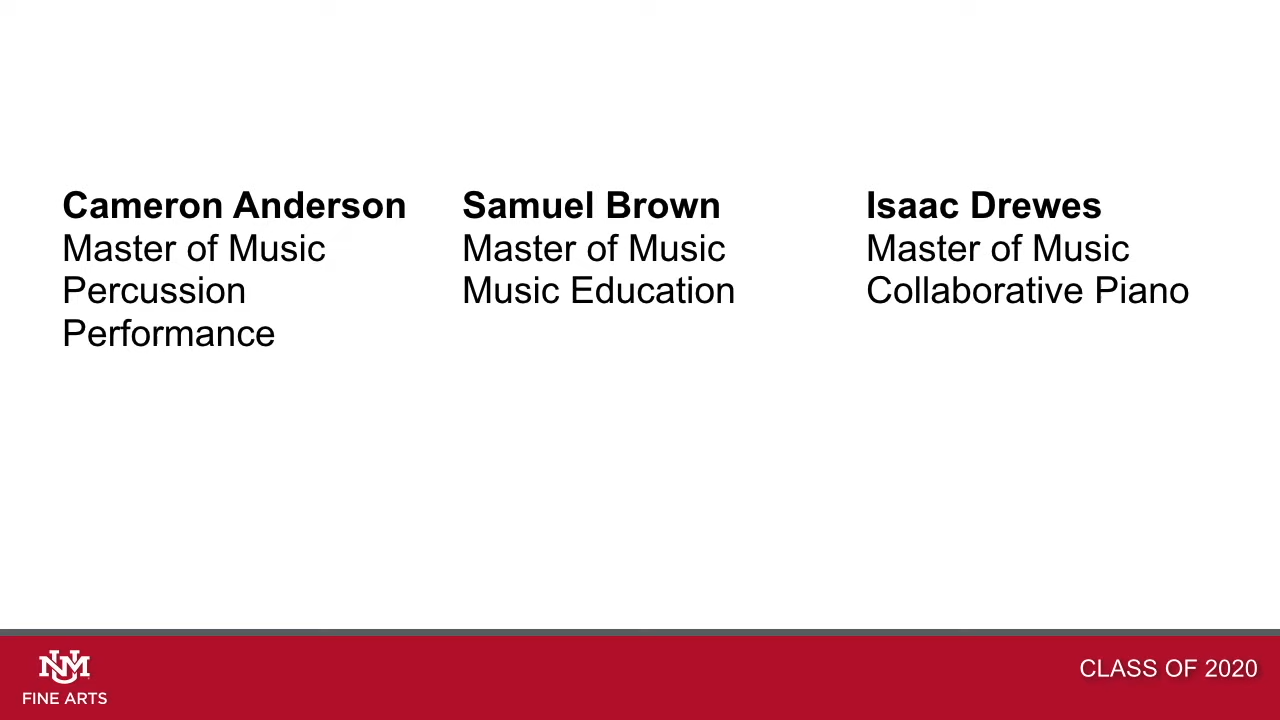 Cameron Anderson
Master of Music
Percussion
Performance
Samuel Brown
Master of Music
Music Education
Isaac Drewes
Master of Music
Collaborative Piano
UNM
FINE ARTS
CLASS OF 2020